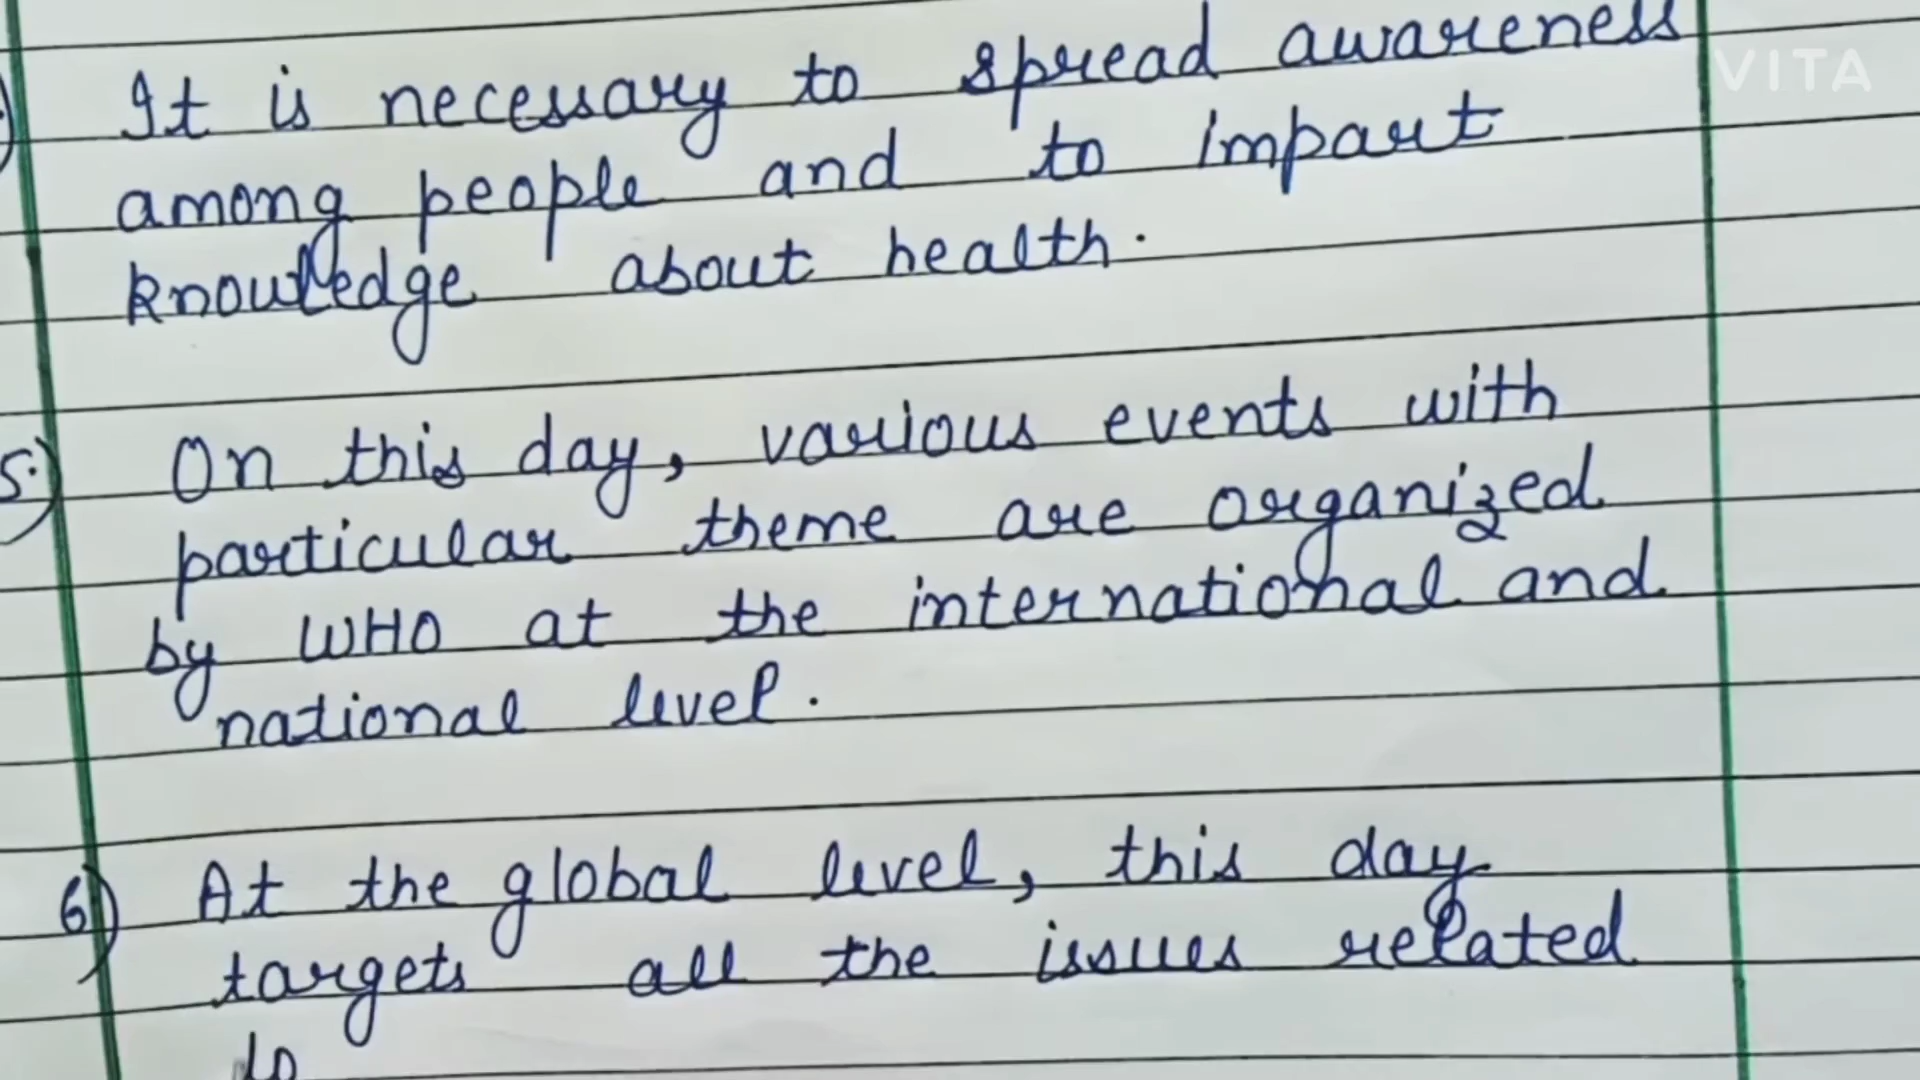 It is necessary to spread awareness
VITA
among people and to impart
knowledge about health.
5.) On this day, various events with
particular theme are organized
by WHO at the international and
national level.
6) At the global level, this day
targets all the issues related
to